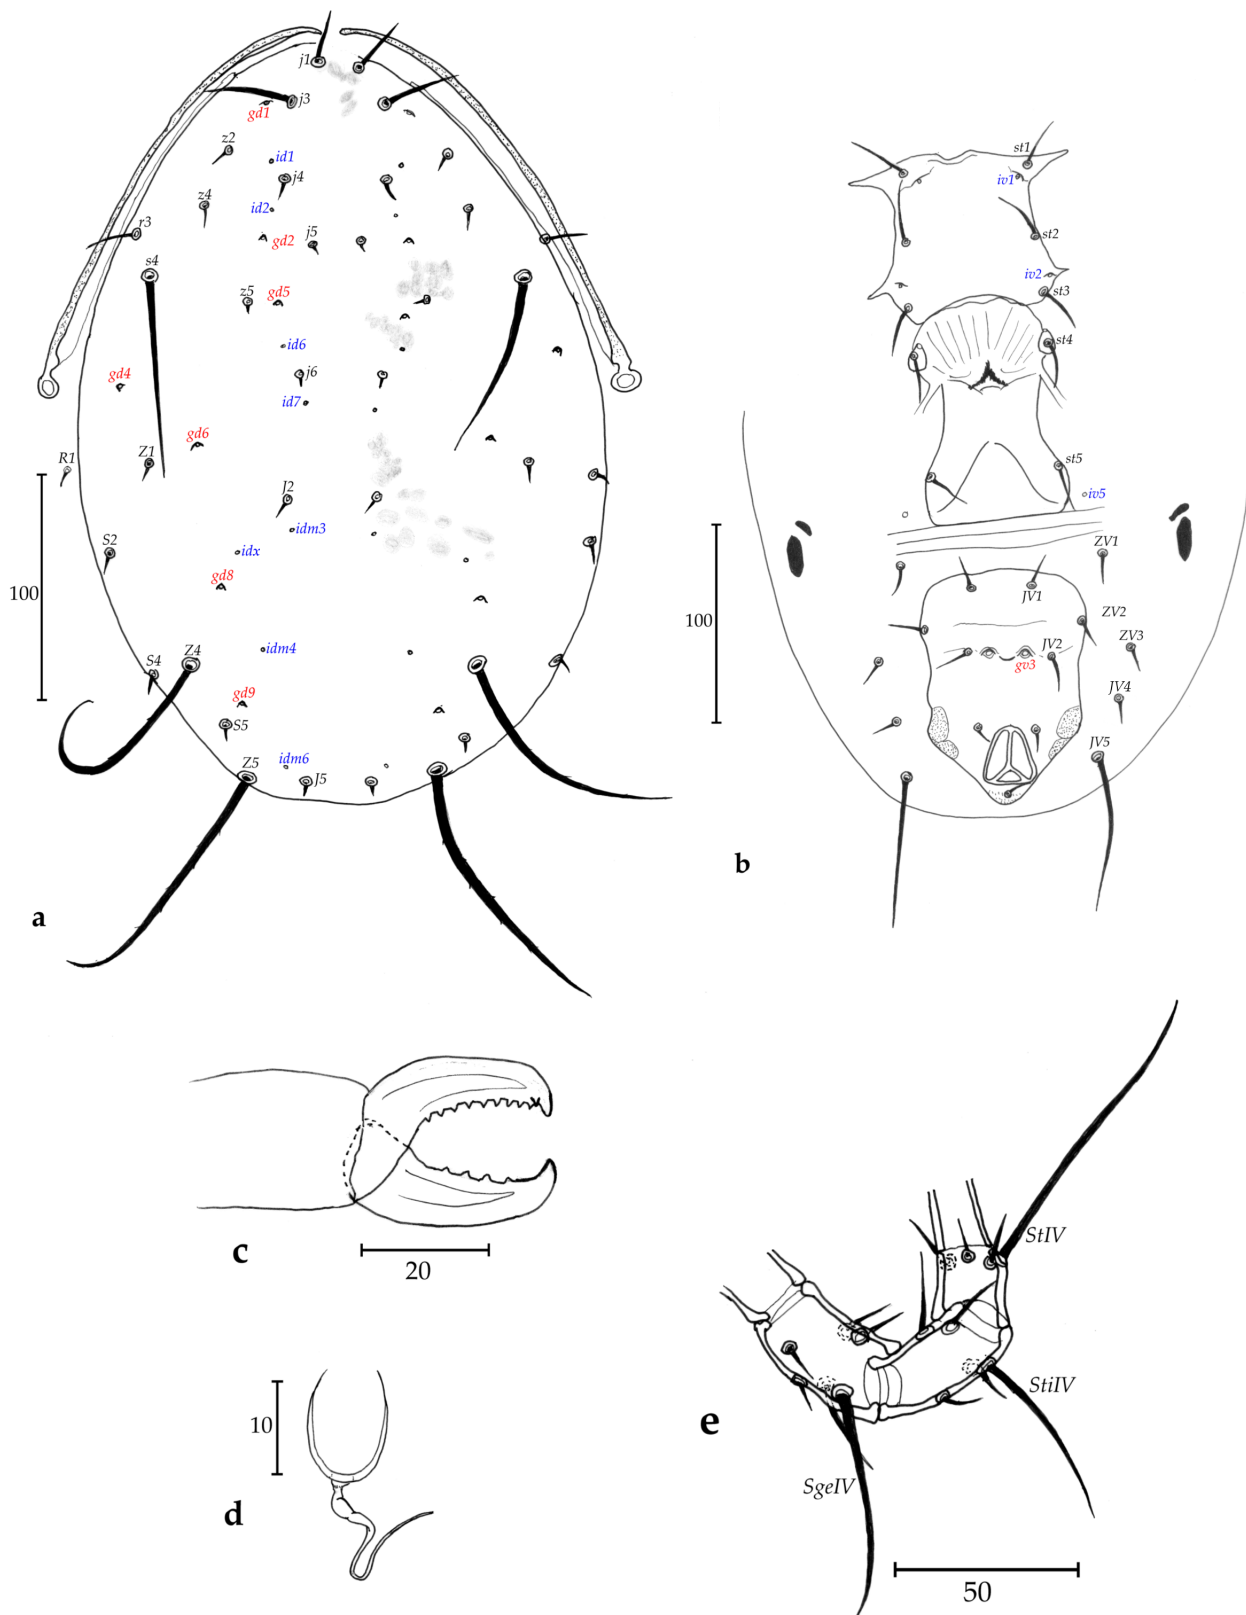 j1
j3
gd1
z2
id1
j4
z4
id2
r3
gd2
j5
s4
z5
gd5
id6
gd4
j6
id7
gd6
R1
Z1
J2
idm3
S2
idx
gd8
100
idm4
S4
Z4
gd9
S5
Z5
idm6
J5
a
st1
iv1
st2
iv2
st3
st4
st5
iv5
ZV1
JV1
ZV2
100
JV2
ZV3
gv3
JV4
JV5
b
c
20
10
d
StIV
StiIV
e
SgeIV
50